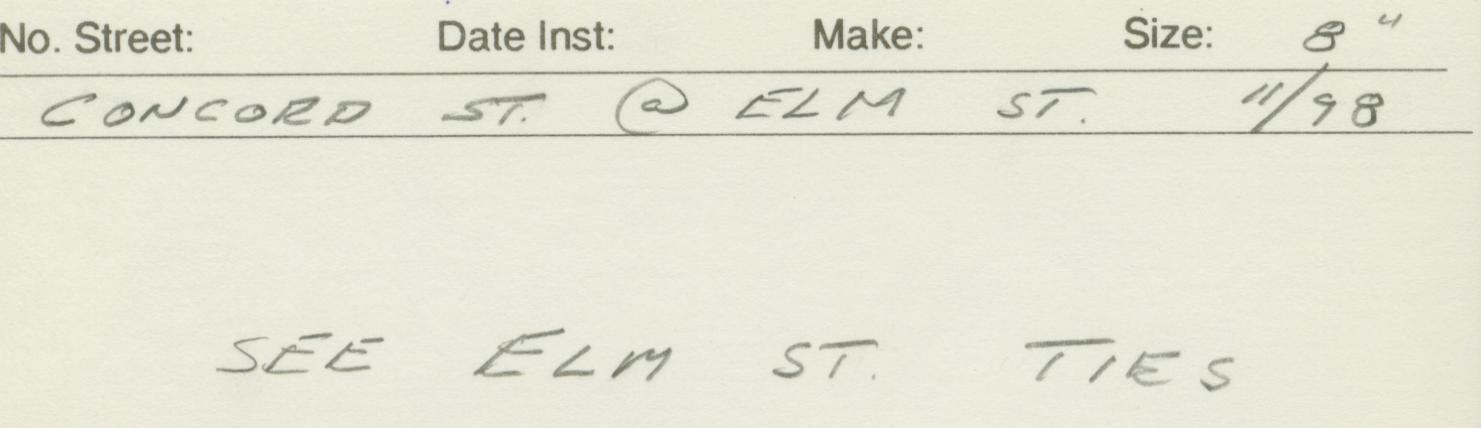 No. Street: Date Inst: Make: Size: 8"
CONCORD ST. @ ELM ST. 11/98
SEE ELM ST. TIES